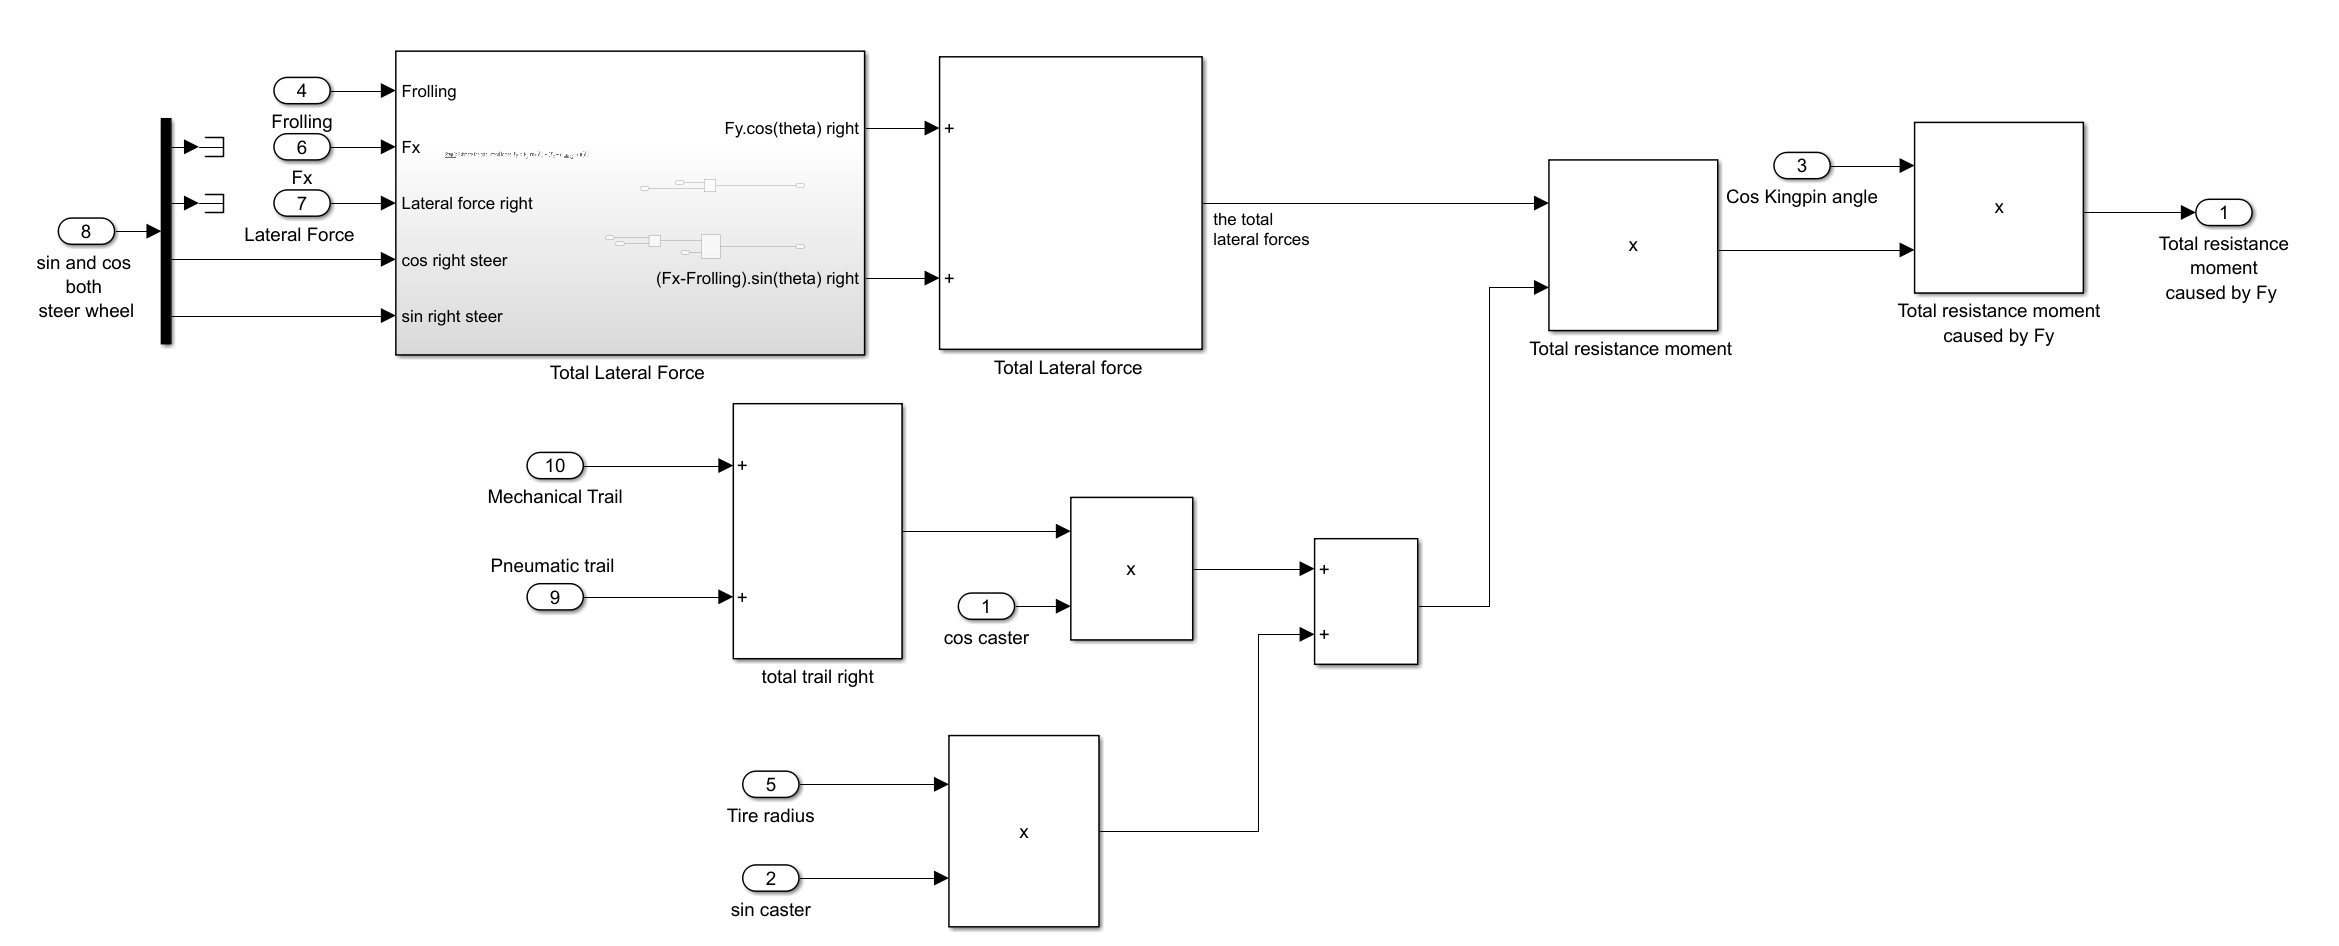 4
Frolling
6
Fx
7
Lateral Force
8
sin and cos
both
steer wheel
Frolling
Fx
Lateral force right
cos right steer
sin right steer
Fy.cos(theta) right
(Fx-Frolling).sin(theta) right
Total Lateral Force
+
+
Total Lateral force
the total
lateral forces
x
Total resistance moment
3
Cos Kingpin angle
x
Total resistance moment
caused by Fy
1
Total resistance
moment
caused by Fy
10
Mechanical Trail
Pneumatic trail
9
+
+
total trail right
1
cos caster
x
+
+
5
Tire radius
2
sin caster
x